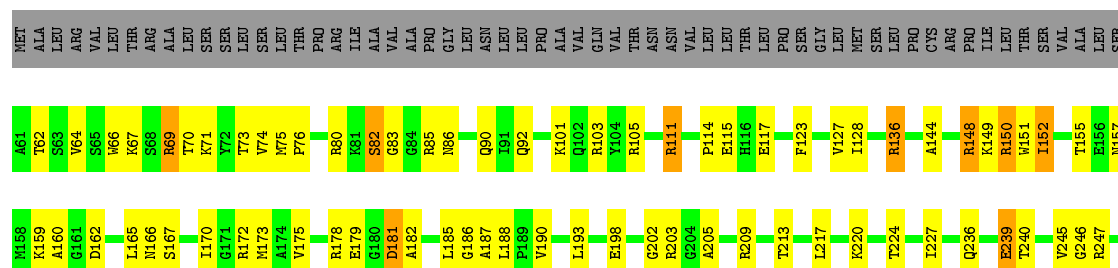 MET ALA LEU ARG VAL LEU THR ARG ALA LEU SER SER LEU LEU SER LEU THR PRO ARG ILE ALA VAL ALA PRO GLY LEU ASN LEU LEU PRO ALA VAL GLN VAL THR ASN ASN VAL LEU LEU THR LEU PRO SER GLY LEU MET SER LEU PRO CYS ARG PRO ILE LEU THR SER VAL ALA LEU SER
A61 T62 S63 V64 S65 W66 K67 S68 R69 T70 K71 Y72 T73 V74 M75 P76 R80 K81 S82 G83 G84 R85 N86 Q90 I91 Q92 K101 Q102 R103 Y104 R105 R111 P114 E115 H116 E117 F123 V127 I128 R136 A144 R148 K149 R150 W151 I152 T155 E156 N157
M158 K159 A160 G161 D162 L165 N166 S167 I170 G171 R172 M173 A174 V175 R178 E179 G180 D181 A182 L185 G186 A187 L188 P189 V190 L193 E198 G202 R203 G204 A205 R209 T213 L217 K220 T224 I227 Q236 E239 T240 V245 G246 R247